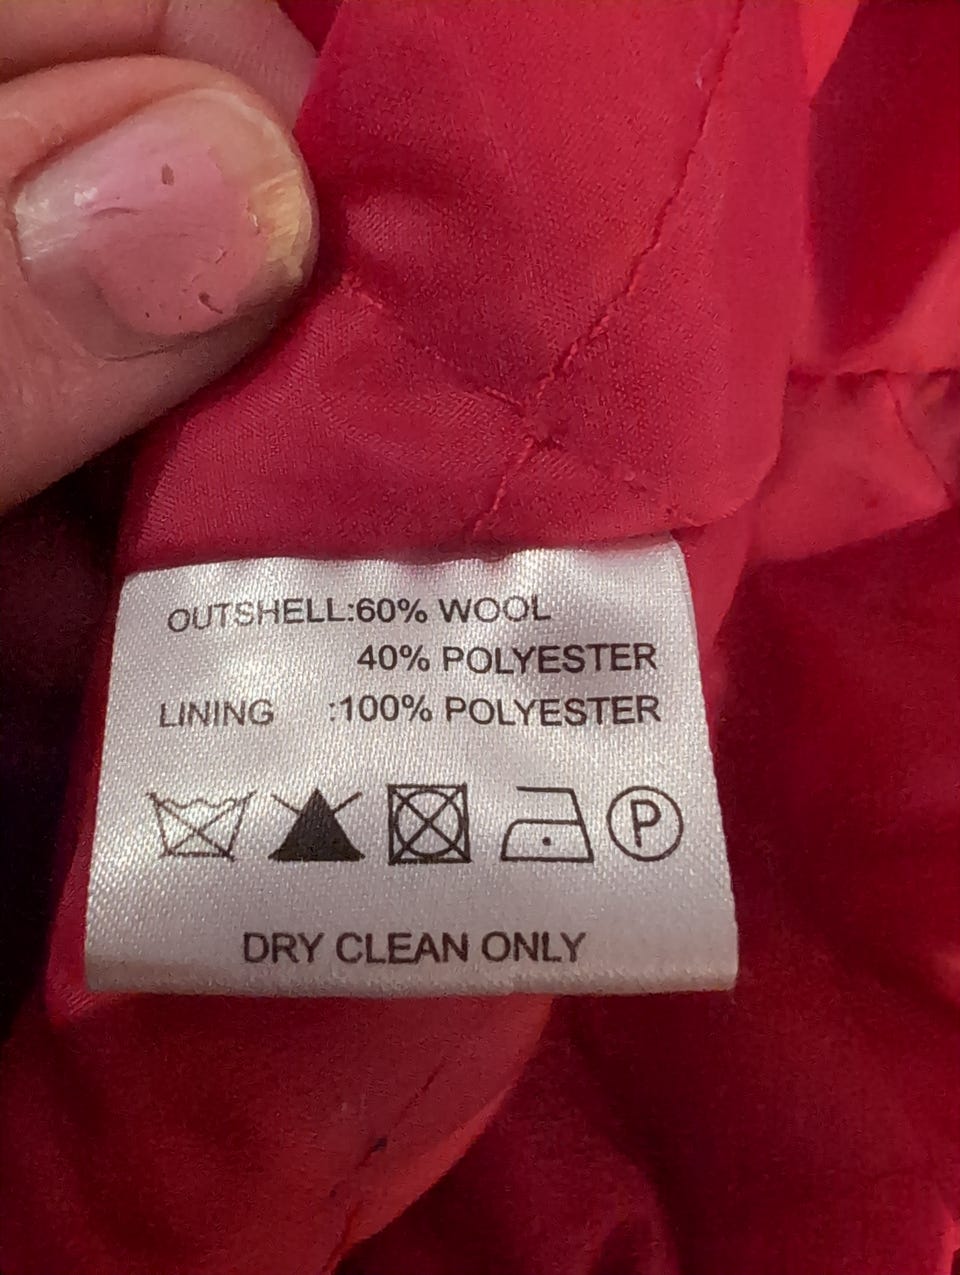 OUTSHELL:60% WOOL
40% POLYESTER
LINING :100% POLYESTER
P
DRY CLEAN ONLY